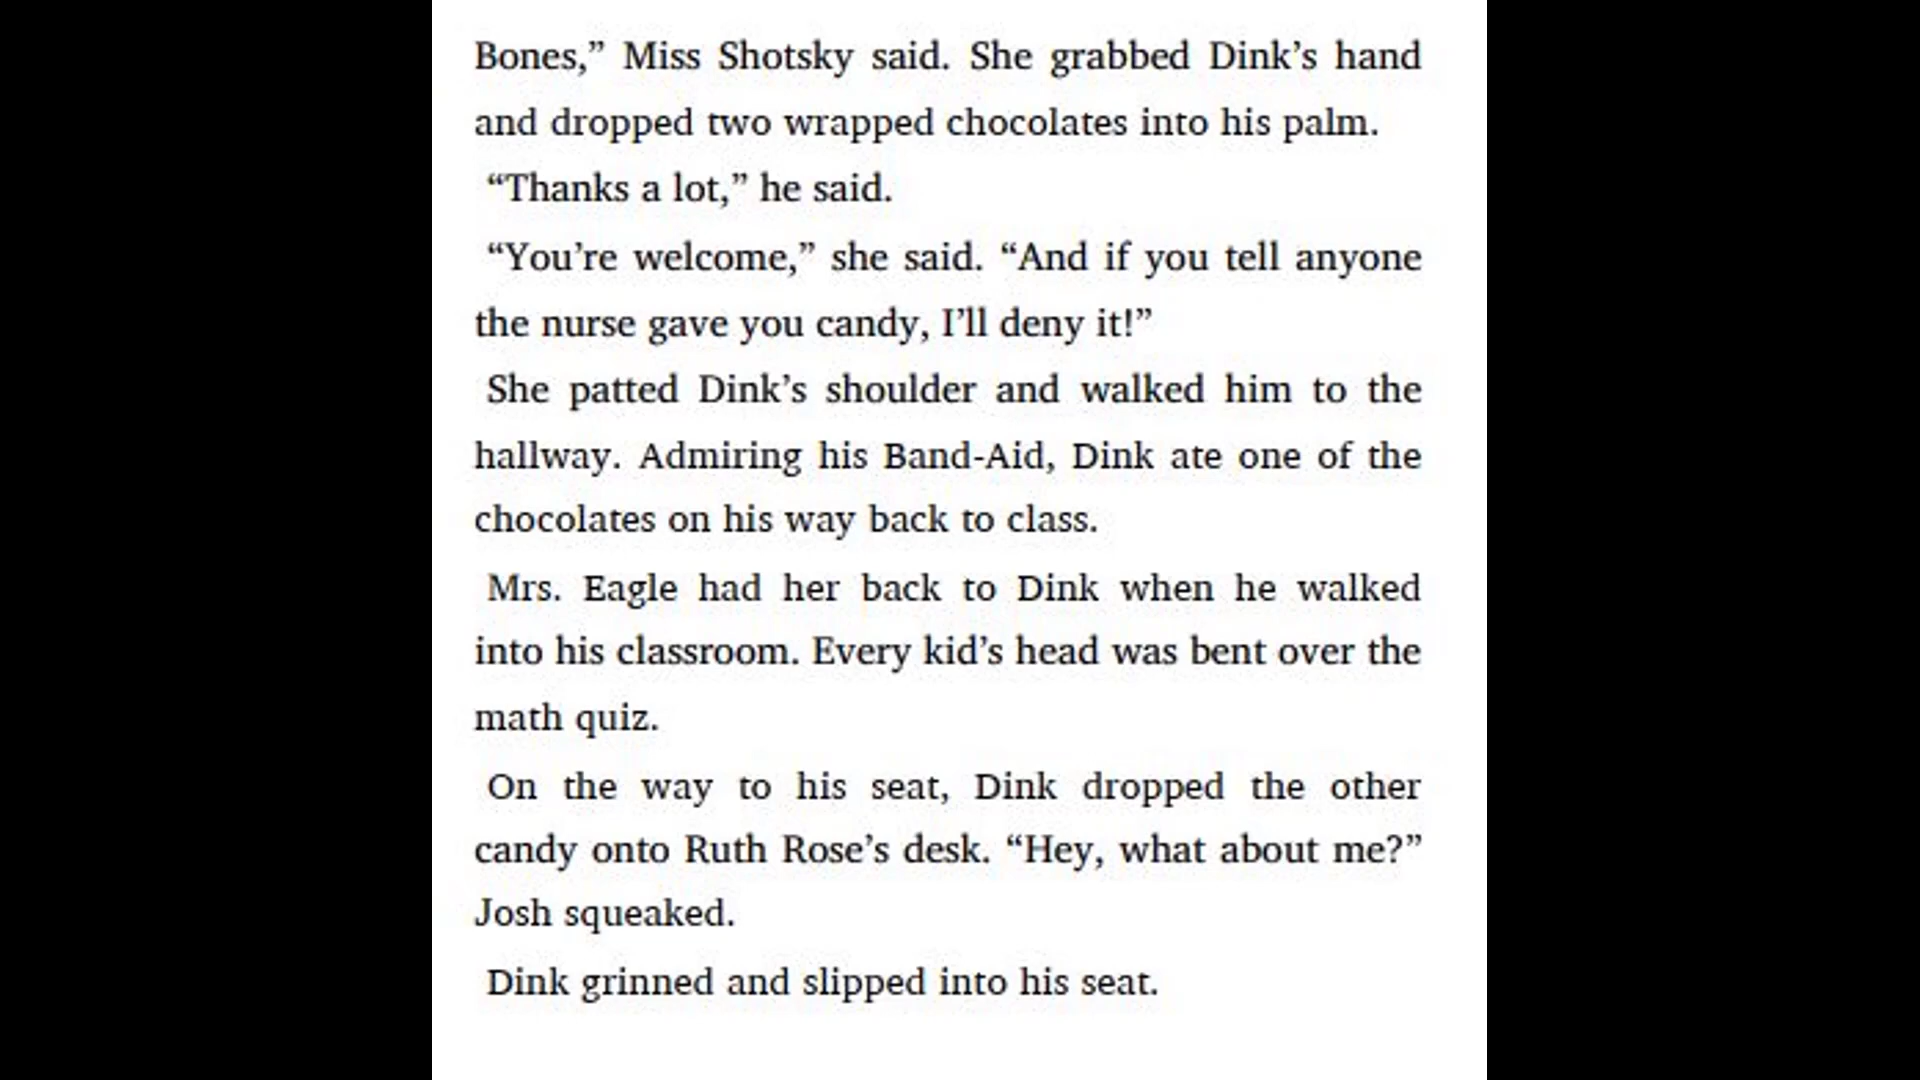 Bones,” Miss Shotsky said. She grabbed Dink’s hand
and dropped two wrapped chocolates into his palm.
“Thanks a lot,” he said.
“You’re welcome,” she said. “And if you tell anyone
the nurse gave you candy, I’ll deny it!”
She patted Dink’s shoulder and walked him to the
hallway. Admiring his Band-Aid, Dink ate one of the
chocolates on his way back to class.
Mrs. Eagle had her back to Dink when he walked
into his classroom. Every kid’s head was bent over the
math quiz.
On the way to his seat, Dink dropped the other
candy onto Ruth Rose’s desk. “Hey, what about me?”
Josh squeaked.
Dink grinned and slipped into his seat.